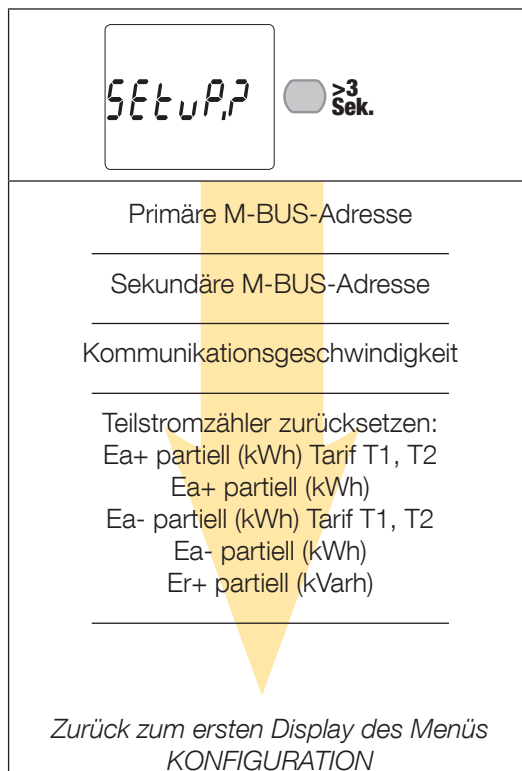 SEtuP,?
>3
Sek.
Primäre M-BUS-Adresse
Sekundäre M-BUS-Adresse
Kommunikationsgeschwindigkeit
Teilstromzähler zurücksetzen:
Ea+ partiell (kWh) Tarif T1, T2
Ea+ partiell (kWh)
Ea- partiell (kWh) Tarif T1, T2
Ea- partiell (kWh)
Er+ partiell (kVarh)
Zurück zum ersten Display des Menüs
KONFIGURATION